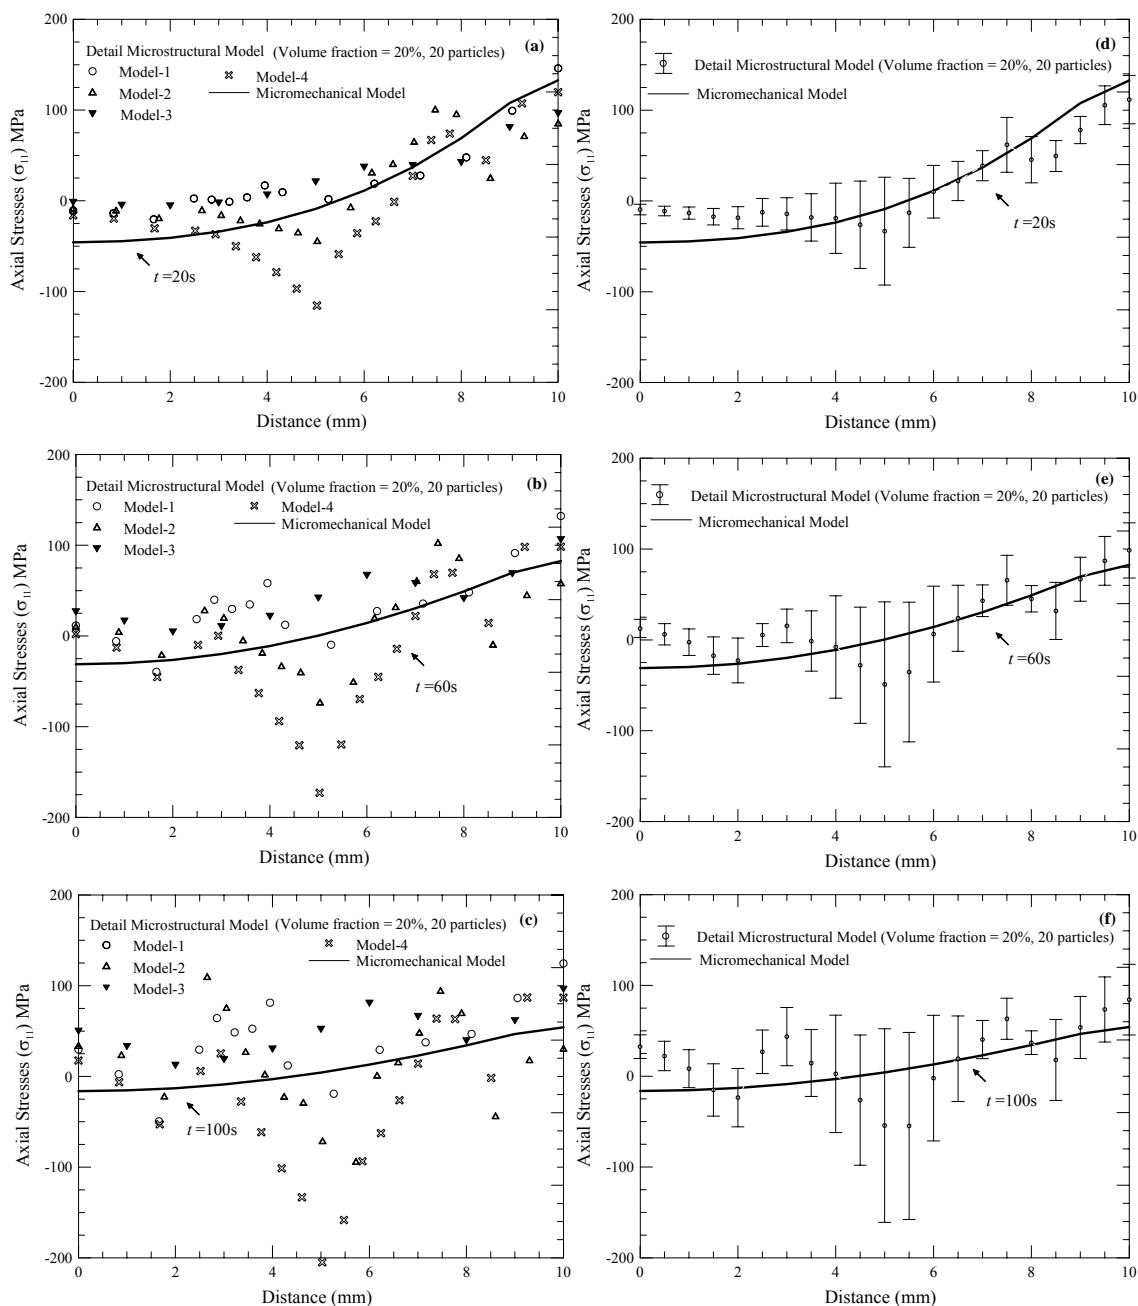 (a)
Detail Microstructural Model (Volume fraction = 20%, 20 particles)
Model-1
Model-2
Model-3
Model-4
Micromechanical Model
200
100
0
-100
-200
Axial Stresses (σ11) MPa
t =20s
0 2 4 6 8 10
Distance (mm)
(d)
Detail Microstructural Model (Volume fraction = 20%, 20 particles)
Micromechanical Model
200
100
0
-100
-200
Axial Stresses (σ11) MPa
t =20s
0 2 4 6 8 10
Distance (mm)
(b)
Detail Microstructural Model (Volume fraction = 20%, 20 particles)
Model-1
Model-2
Model-3
Model-4
Micromechanical Model
200
100
0
-100
-200
Axial Stresses (σ11) MPa
t =60s
0 2 4 6 8 10
Distance (mm)
(e)
Detail Microstructural Model (Volume fraction = 20%, 20 particles)
Micromechanical Model
200
100
0
-100
-200
Axial Stresses (σ11) MPa
t =60s
0 2 4 6 8 10
Distance (mm)
(c)
Detail Microstructural Model (Volume fraction = 20%, 20 particles)
Model-1
Model-2
Model-3
Model-4
Micromechanical Model
200
100
0
-100
-200
Axial Stresses (σ11) MPa
t =100s
0 2 4 6 8 10
Distance (mm)
(f)
Detail Microstructural Model (Volume fraction = 20%, 20 particles)
Micromechanical Model
200
100
0
-100
-200
Axial Stresses (σ11) MPa
t =100s
0 2 4 6 8 10
Distance (mm)